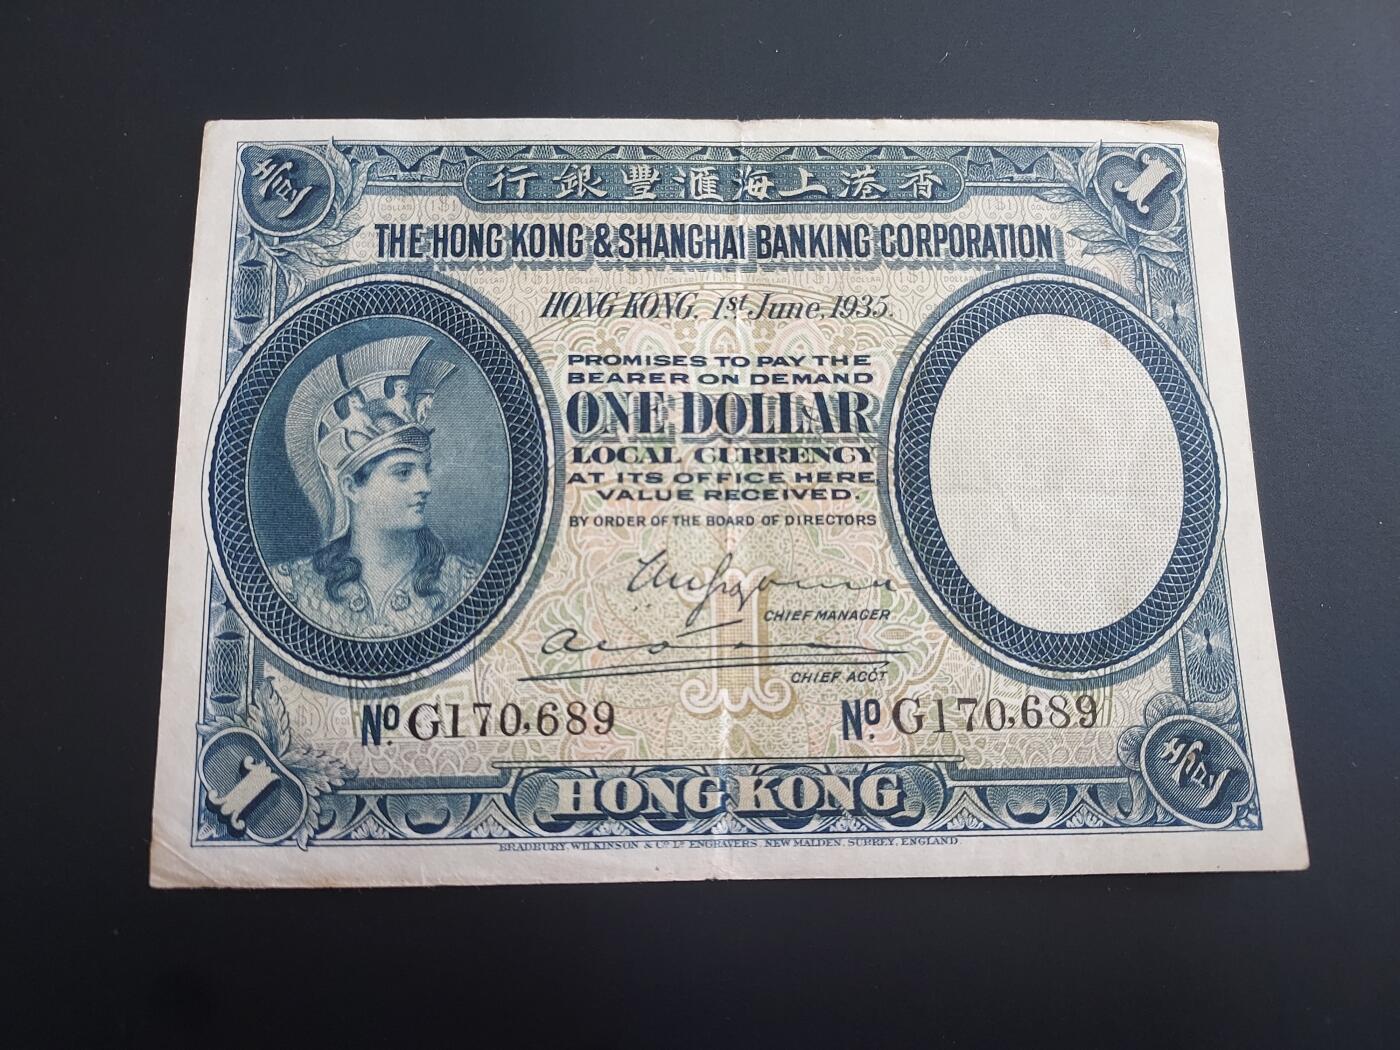 行銀豐滙海上港香
1
THE HONG KONG & SHANGHAI BANKING CORPORATION
HONG KONG, 1st June, 1935.
PROMISES TO PAY THE
BEARER ON DEMAND
ONE DOLLAR
LOCAL CURRENCY
AT ITS OFFICE HERE
VALUE RECEIVED.
BY ORDER OF THE BOARD OF DIRECTORS
CHIEF MANAGER
CHIEF ACCT
1
No. G170,689
No. G170,689
1
HONG KONG
BRADBURY, WILKINSON & Co Ld ENGRAVERS, NEW MALDEN, SURREY, ENGLAND.